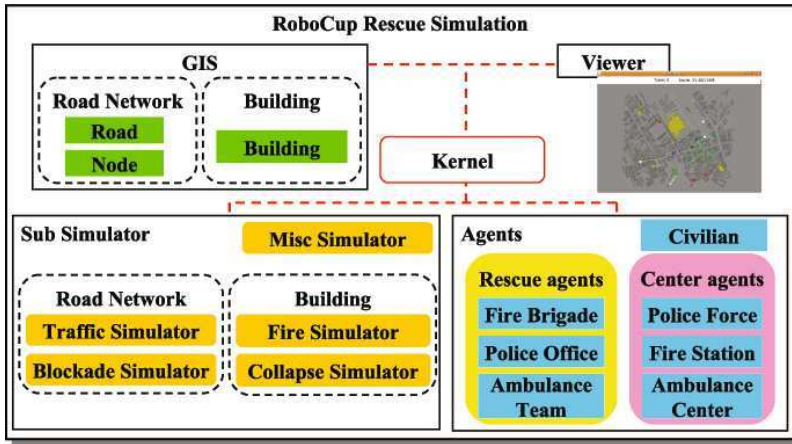 RoboCup Rescue Simulation
GIS
Road Network
Road
Node
Building
Building
Viewer
Kernel
Sub Simulator
Misc Simulator
Road Network
Traffic Simulator
Blockade Simulator
Building
Fire Simulator
Collapse Simulator
Agents
Civilian
Rescue agents
Fire Brigade
Police Office
Ambulance
Team
Center agents
Police Force
Fire Station
Ambulance
Center